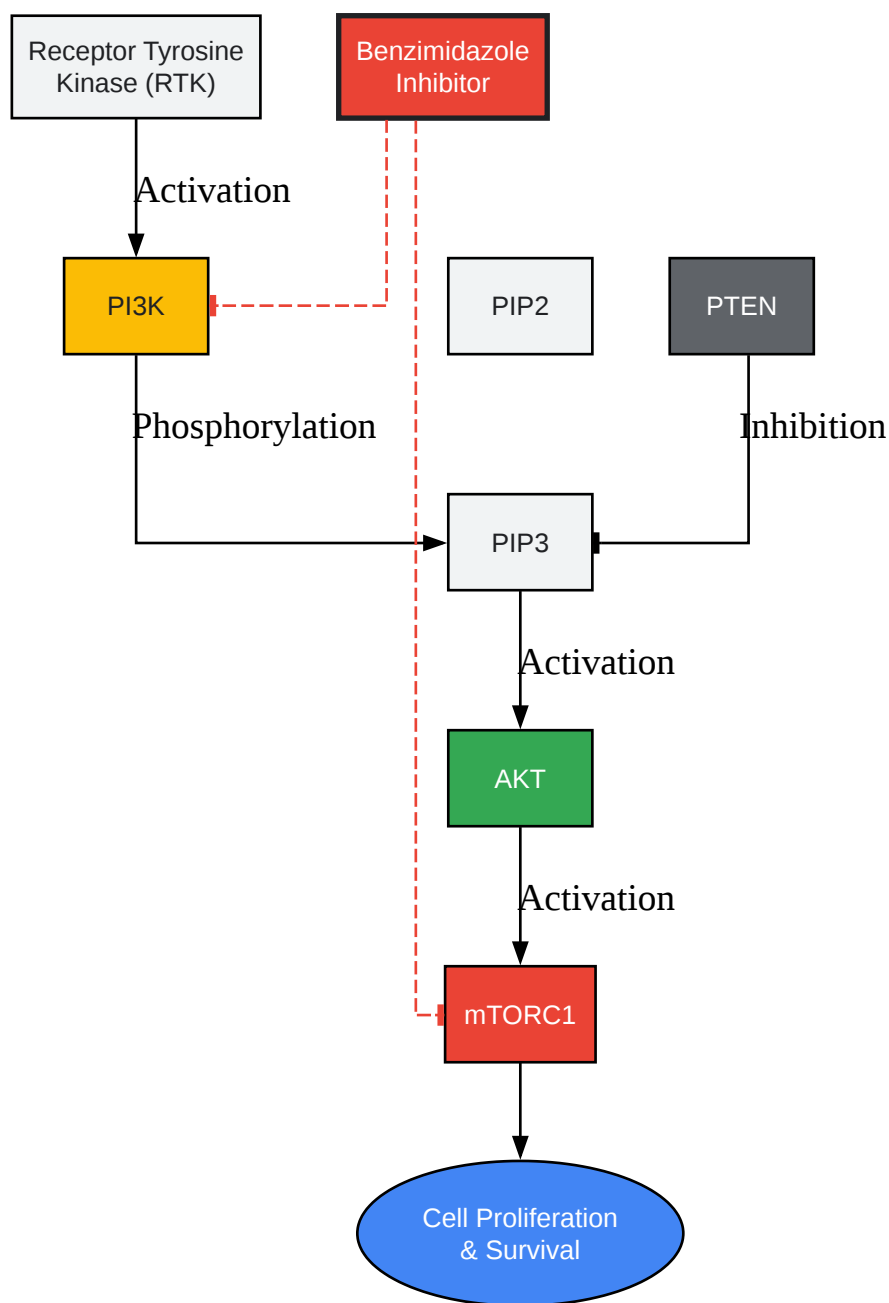 Receptor Tyrosine
Kinase (RTK)
Benzimidazole
Inhibitor
Activation
PI3K
PIP2
PTEN
Phosphorylation
Inhibition
PIP3
Activation
AKT
Activation
mTORC1
Cell Proliferation
& Survival